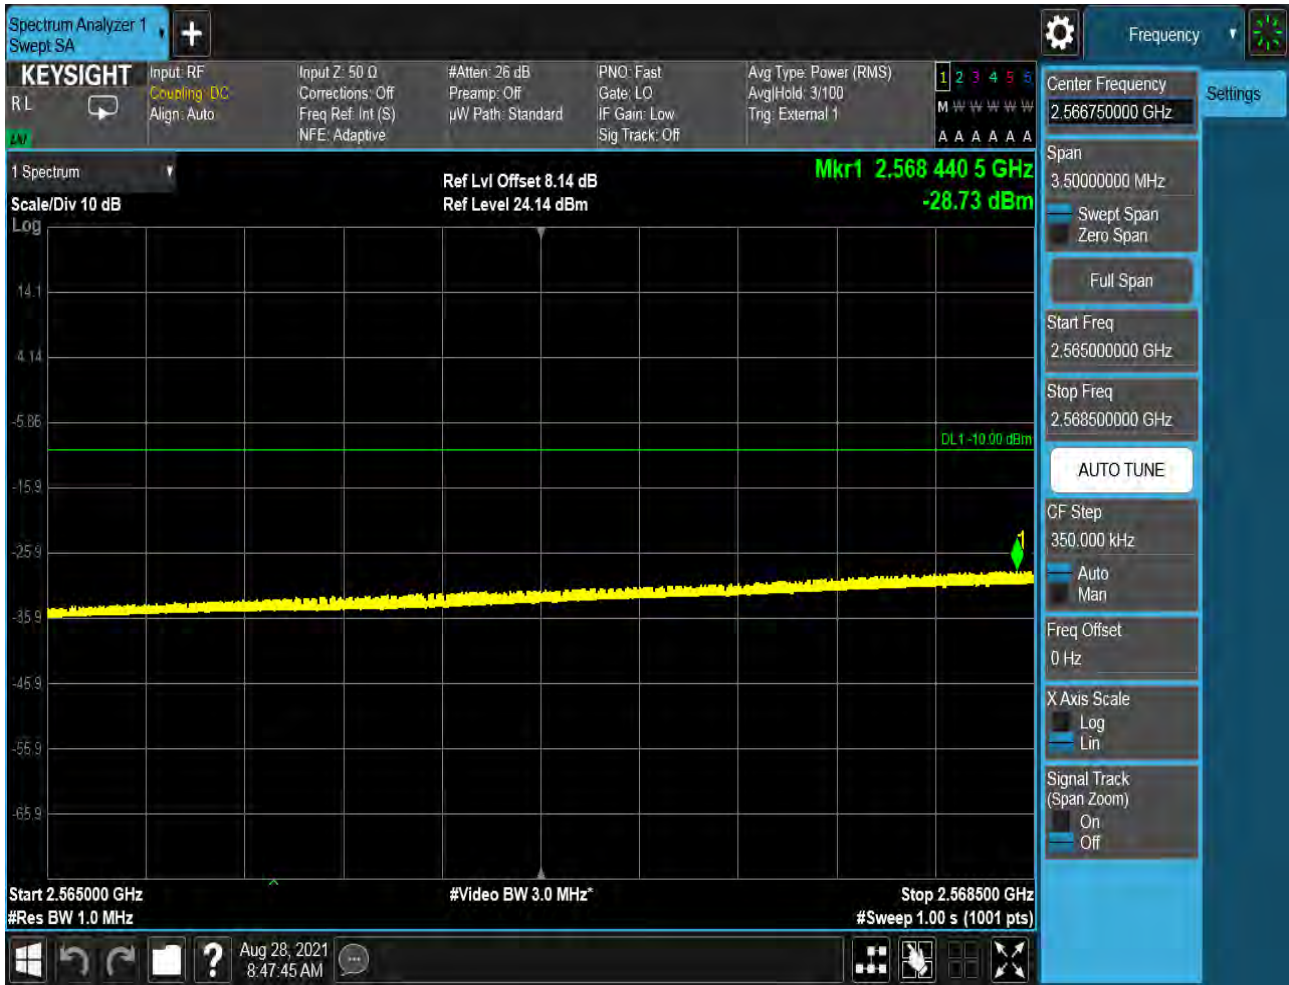 Spectrum Analyzer 1
Swept SA
Frequency
KEYSIGHT
R L
LXI
Input: RF
Coupling: DC
Align: Auto
Input Z: 50 Ω
Corrections: Off
Freq Ref: Int (S)
NFE: Adaptive
#Atten: 26 dB
Preamp: Off
µW Path: Standard
PNO: Fast
Gate: LO
IF Gain: Low
Sig Track: Off
Avg Type: Power (RMS)
Avg|Hold: 3/100
Trig: External 1
1 2 3 4 5 6
M W W W W W
A A A A A A
1 Spectrum
Scale/Div 10 dB
Log
Ref Lvl Offset 8.14 dB
Ref Level 24.14 dBm
Mkr1 2.568 440 5 GHz
-28.73 dBm
14.1
4.14
-5.86
-15.9
-25.9
-35.9
-45.9
-55.9
-65.9
DL1 -10.00 dBm
1
Start 2.565000 GHz
#Res BW 1.0 MHz
#Video BW 3.0 MHz*
Stop 2.568500 GHz
#Sweep 1.00 s (1001 pts)
Aug 28, 2021
8:47:45 AM
Center Frequency
2.566750000 GHz
Settings
Span
3.50000000 MHz
Swept Span
Zero Span
Full Span
Start Freq
2.565000000 GHz
Stop Freq
2.568500000 GHz
AUTO TUNE
CF Step
350.000 kHz
Auto
Man
Freq Offset
0 Hz
X Axis Scale
Log
Lin
Signal Track
(Span Zoom)
On
Off